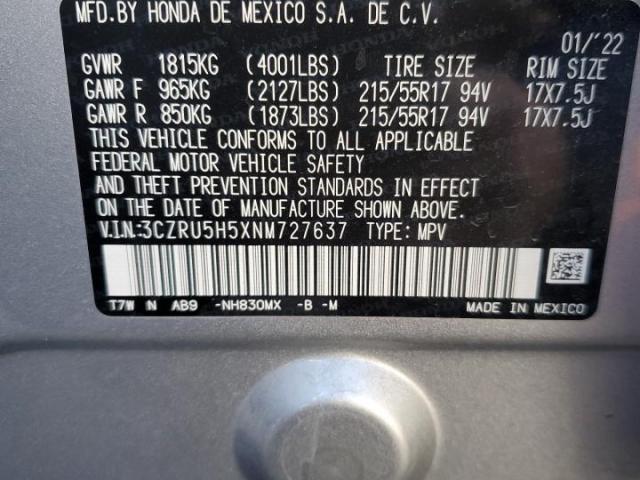 MFD.BY HONDA DE MEXICO S.A. DE C.V.
01/'22
GVWR 1815KG (4001LBS) TIRE SIZE RIM SIZE
GAWR F 965KG (2127LBS) 215/55R17 94V 17X7.5J
GAWR R 850KG (1873LBS) 215/55R17 94V 17X7.5J
THIS VEHICLE CONFORMS TO ALL APPLICABLE
FEDERAL MOTOR VEHICLE SAFETY
AND THEFT PREVENTION STANDARDS IN EFFECT
ON THE DATE OF MANUFACTURE SHOWN ABOVE.
V.I.N:3CZRU5H5XNM727637 TYPE: MPV
T7W N AB9 -NH830MX -B -M MADE IN MEXICO